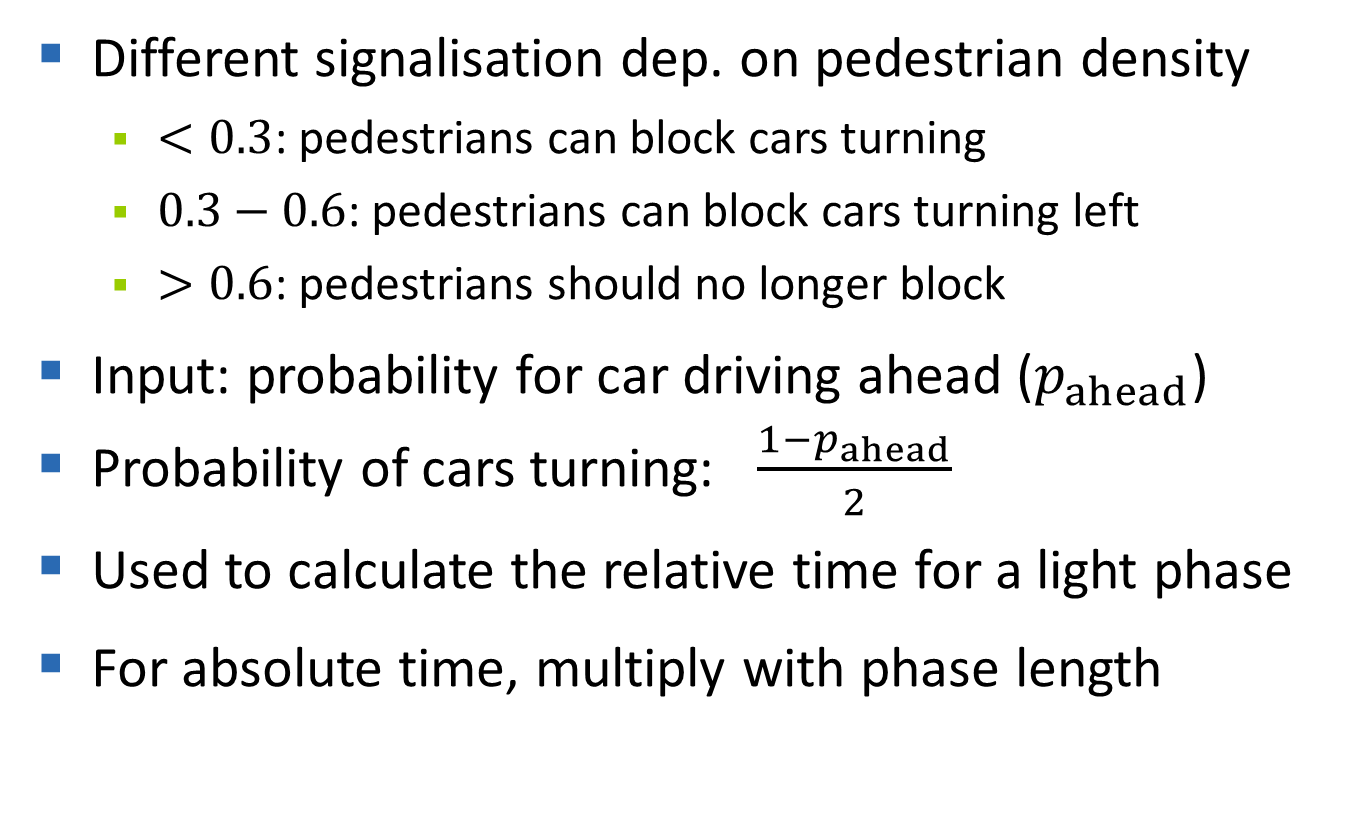 ▪ Different signalisation dep. on pedestrian density
▪ < 0.3: pedestrians can block cars turning
▪ 0.3 − 0.6: pedestrians can block cars turning left
▪ > 0.6: pedestrians should no longer block
▪ Input: probability for car driving ahead (p_ahead)
▪ Probability of cars turning: (1−p_ahead)/2
▪ Used to calculate the relative time for a light phase
▪ For absolute time, multiply with phase length